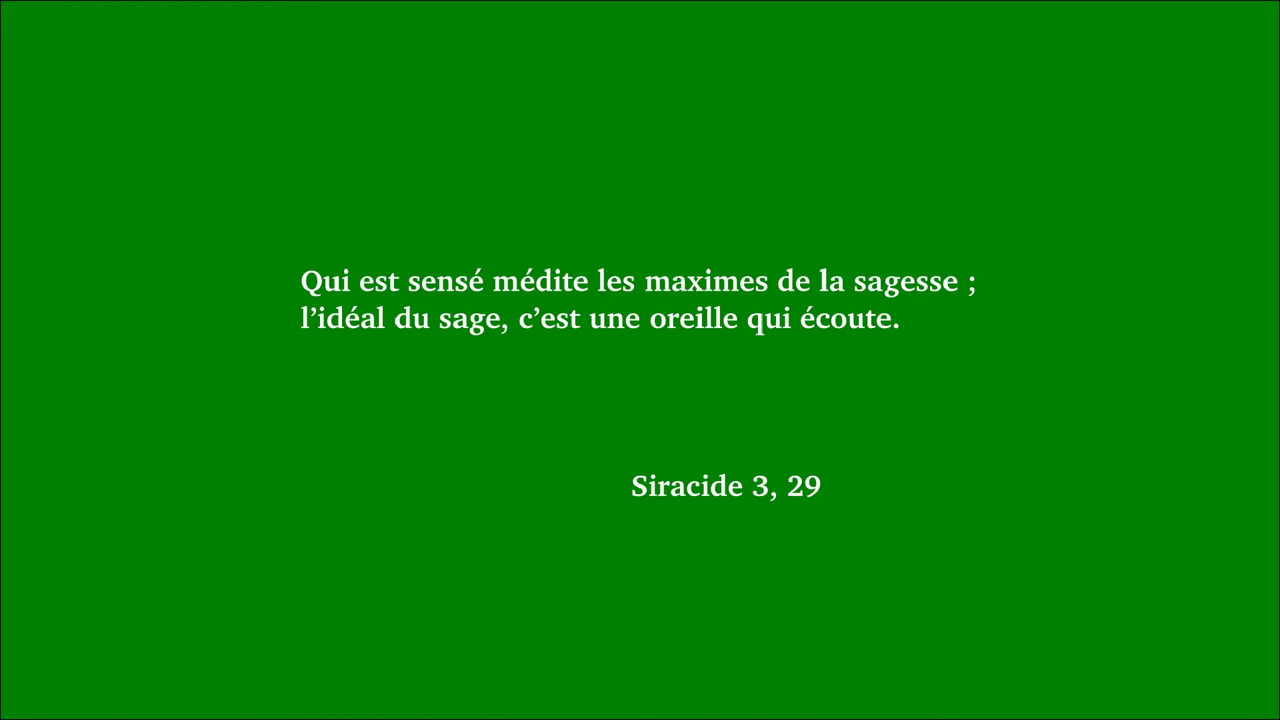 Qui est sensé médite les maximes de la sagesse ;
l’idéal du sage, c’est une oreille qui écoute.
Siracide 3, 29